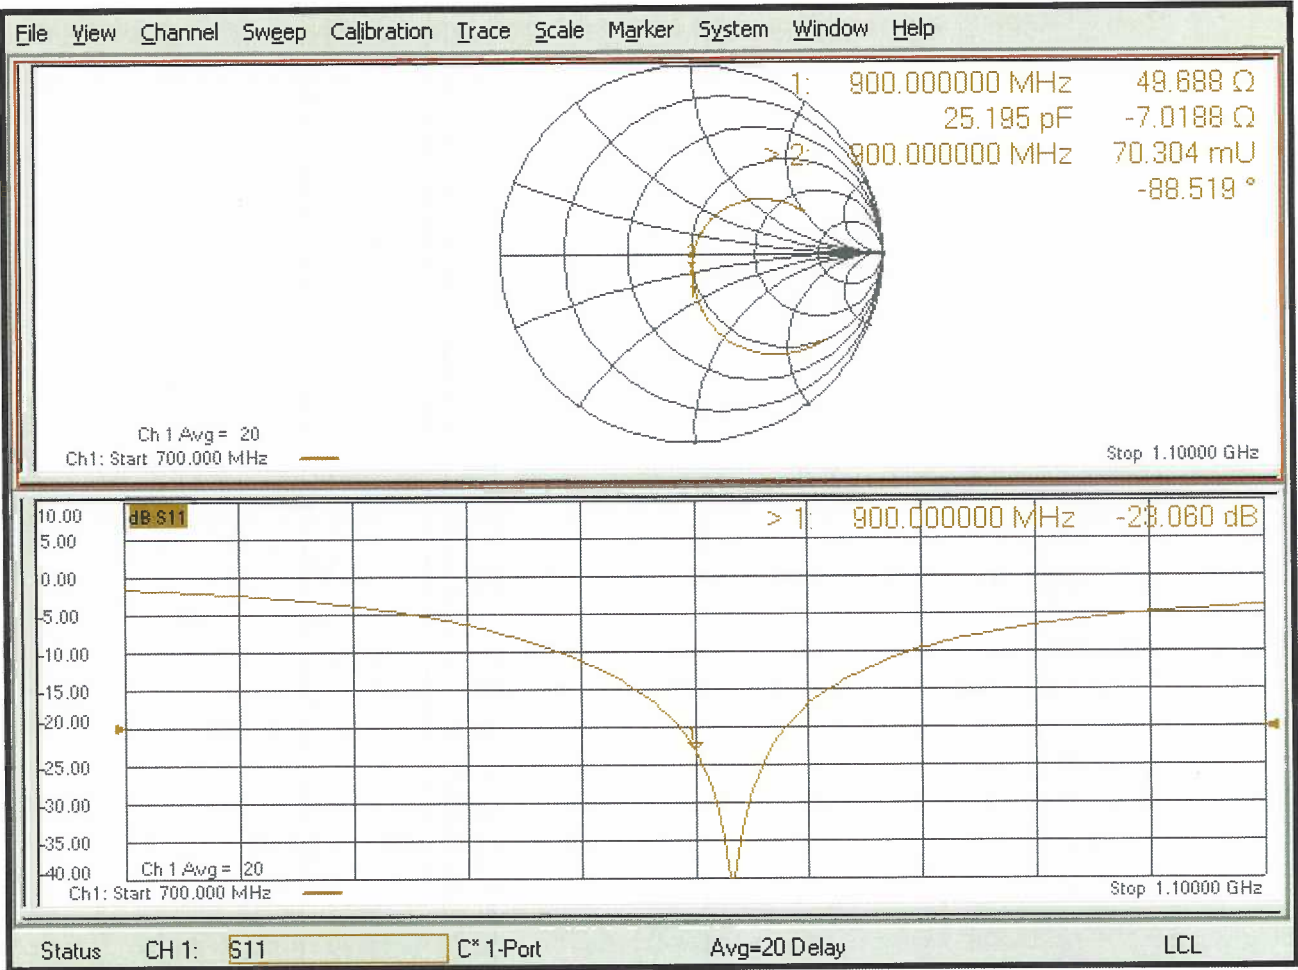 File View Channel Sweep Calibration Trace Scale Marker System Window Help
1: 900.000000 MHz 49.688 Ω
25.195 pF -7.0188 Ω
> 2: 900.000000 MHz 70.304 mU
-88.519 °
Ch 1 Avg = 20
Ch1: Start 700.000 MHz
Stop 1.10000 GHz
10.00
dB S11
> 1: 900.000000 MHz -23.060 dB
5.00
0.00
-5.00
-10.00
-15.00
-20.00
-25.00
-30.00
-35.00
-40.00
1
Ch 1 Avg = 20
Ch1: Start 700.000 MHz
Stop 1.10000 GHz
Status CH 1: S11 C* 1-Port Avg=20 Delay LCL